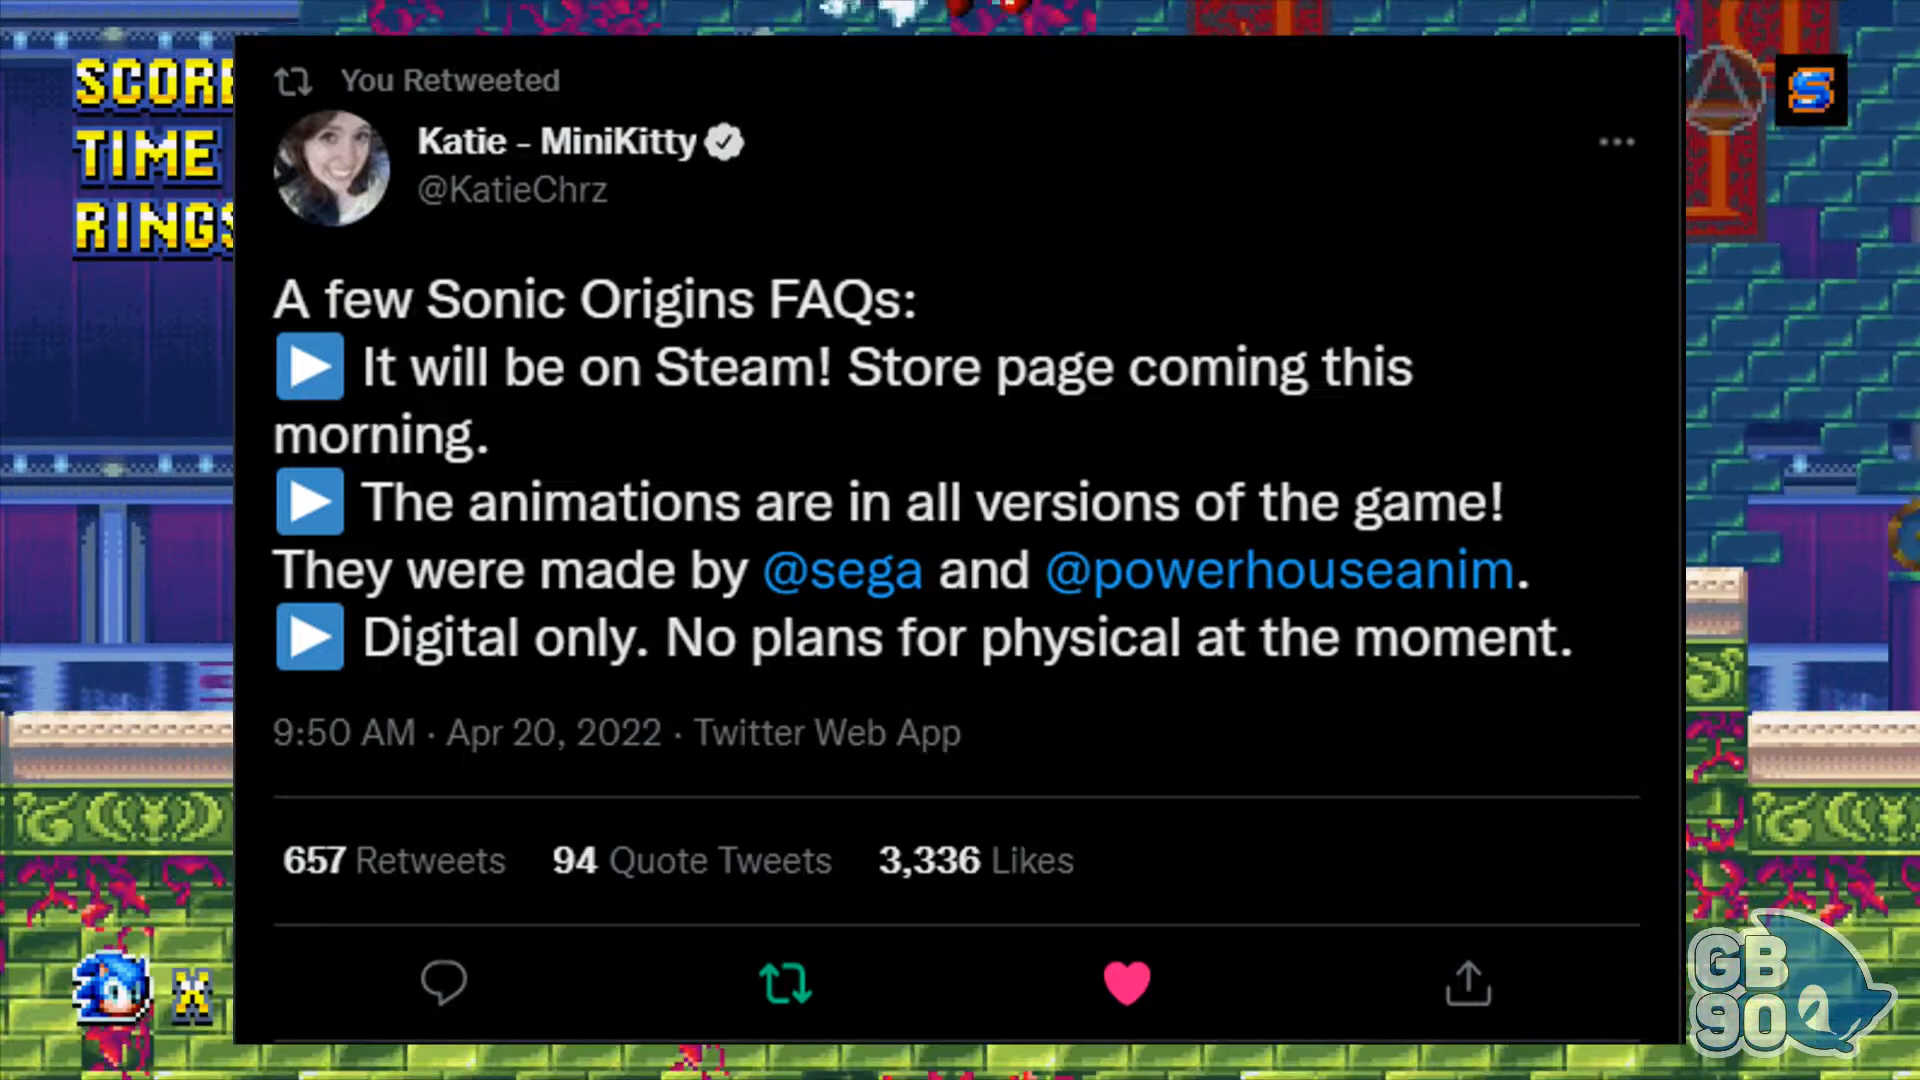 SCORE
TIME
RINGS
You Retweeted
Katie - MiniKitty
@KatieChrz
A few Sonic Origins FAQs:
▶️ It will be on Steam! Store page coming this
morning.
▶️ The animations are in all versions of the game!
They were made by @sega and @powerhouseanim.
▶️ Digital only. No plans for physical at the moment.
9:50 AM · Apr 20, 2022 · Twitter Web App
657 Retweets 94 Quote Tweets 3,336 Likes
S
X
GB
90